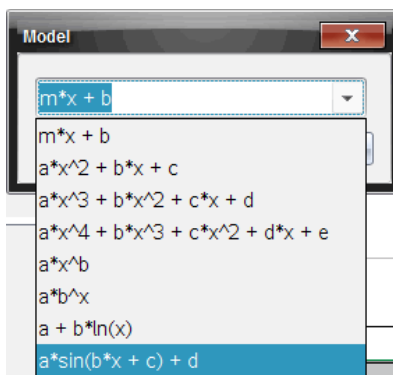 Model
m*x + b
m*x + b
a*x^2 + b*x + c
a*x^3 + b*x^2 + c*x + d
a*x^4 + b*x^3 + c*x^2 + d*x + e
a*x^b
a*b^x
a + b*ln(x)
a*sin(b*x + c) + d